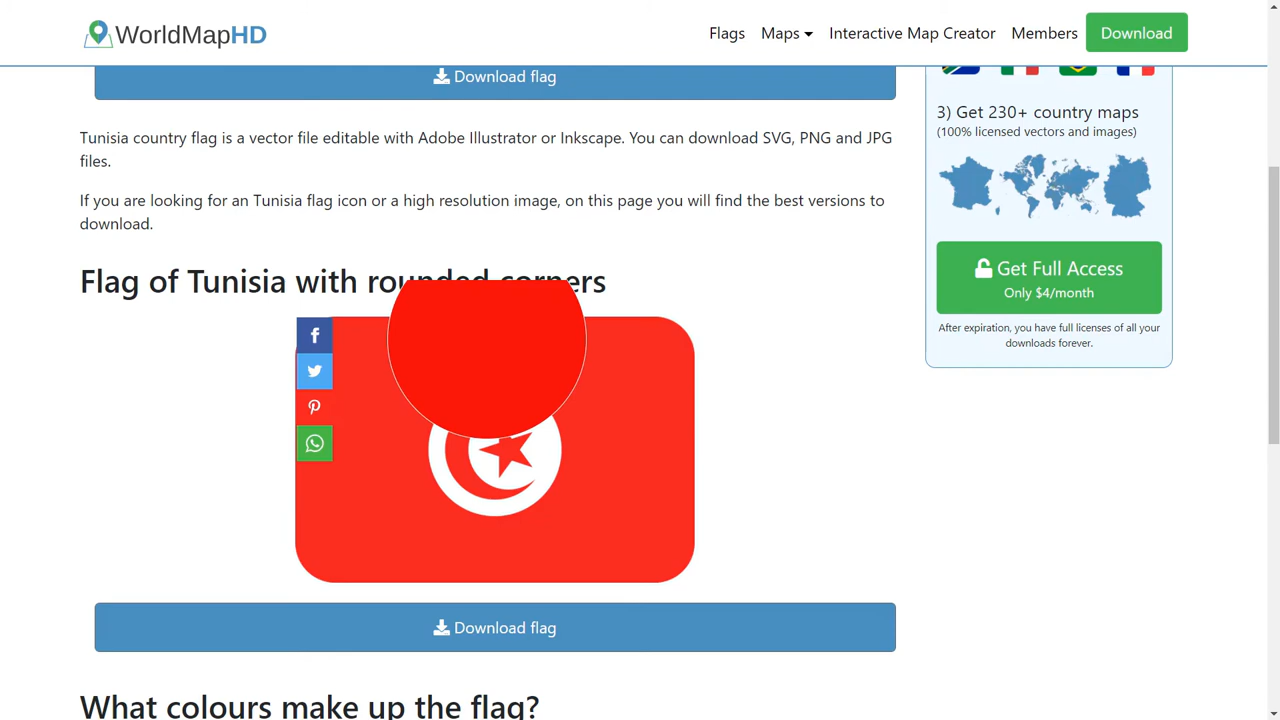 WorldMapHD
Flags
Maps
Interactive Map Creator
Members
Download
Download flag
Tunisia country flag is a vector file editable with Adobe Illustrator or Inkscape. You can download SVG, PNG and JPG
files.
If you are looking for an Tunisia flag icon or a high resolution image, on this page you will find the best versions to
download.
Flag of Tunisia with rounded corners
Download flag
What colours make up the flag?
3) Get 230+ country maps
(100% licensed vectors and images)
Get Full Access
Only $4/month
After expiration, you have full licenses of all your
downloads forever.